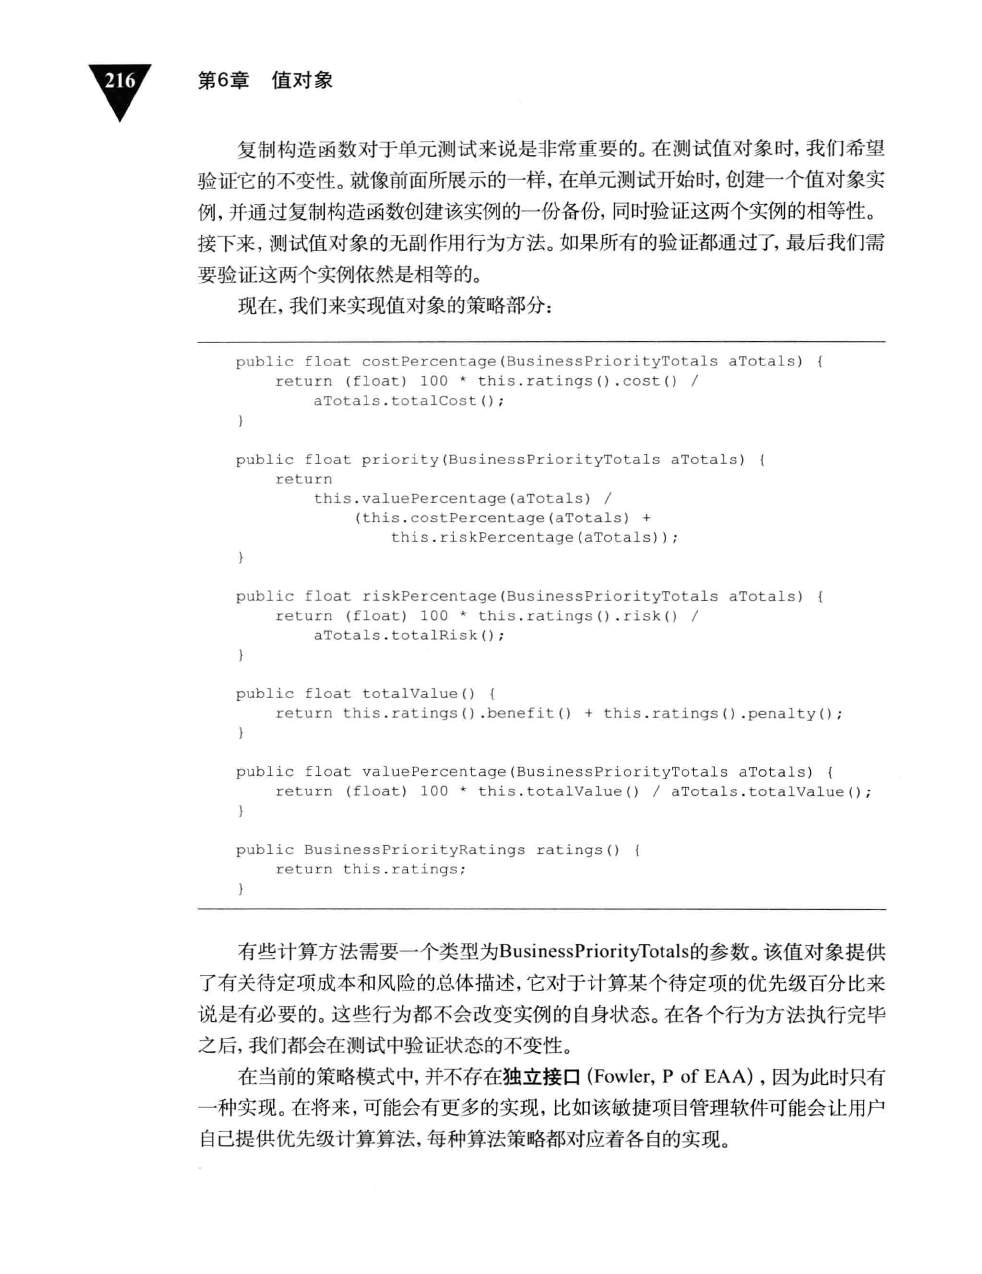 216
第6章 值对象
复制构造函数对于单元测试来说是非常重要的。在测试值对象时,我们希望
验证它的不变性。就像前面所展示的一样,在单元测试开始时,创建一个值对象实
例,并通过复制构造函数创建该实例的一份备份,同时验证这两个实例的相等性。
接下来,测试值对象的无副作用行为方法。如果所有的验证都通过了,最后我们需
要验证这两个实例依然是相等的。
现在,我们来实现值对象的策略部分:
public float costPercentage(BusinessPriorityTotals aTotals) {
return (float) 100 * this.ratings().cost() /
aTotals.totalCost();
}
public float priority(BusinessPriorityTotals aTotals) {
return
this.valuePercentage(aTotals) /
(this.costPercentage(aTotals) +
this.riskPercentage(aTotals));
}
public float riskPercentage(BusinessPriorityTotals aTotals) {
return (float) 100 * this.ratings().risk() /
aTotals.totalRisk();
}
public float totalValue() {
return this.ratings().benefit() + this.ratings().penalty();
}
public float valuePercentage(BusinessPriorityTotals aTotals) {
return (float) 100 * this.totalValue() / aTotals.totalValue();
}
public BusinessPriorityRatings ratings() {
return this.ratings;
}
有些计算方法需要一个类型为BusinessPriorityTotals的参数。该值对象提供
了有关待定项成本和风险的总体描述,它对于计算某个待定项的优先级百分比来
说是有必要的。这些行为都不会改变实例的自身状态。在各个行为方法执行完毕
之后,我们都会在测试中验证状态的不变性。
在当前的策略模式中,并不存在独立接口(Fowler, P of EAA),因为此时只有
一种实现。在将来,可能会有更多的实现,比如该敏捷项目管理软件可能会让用户
自己提供优先级计算算法,每种算法策略都对应着各自的实现。